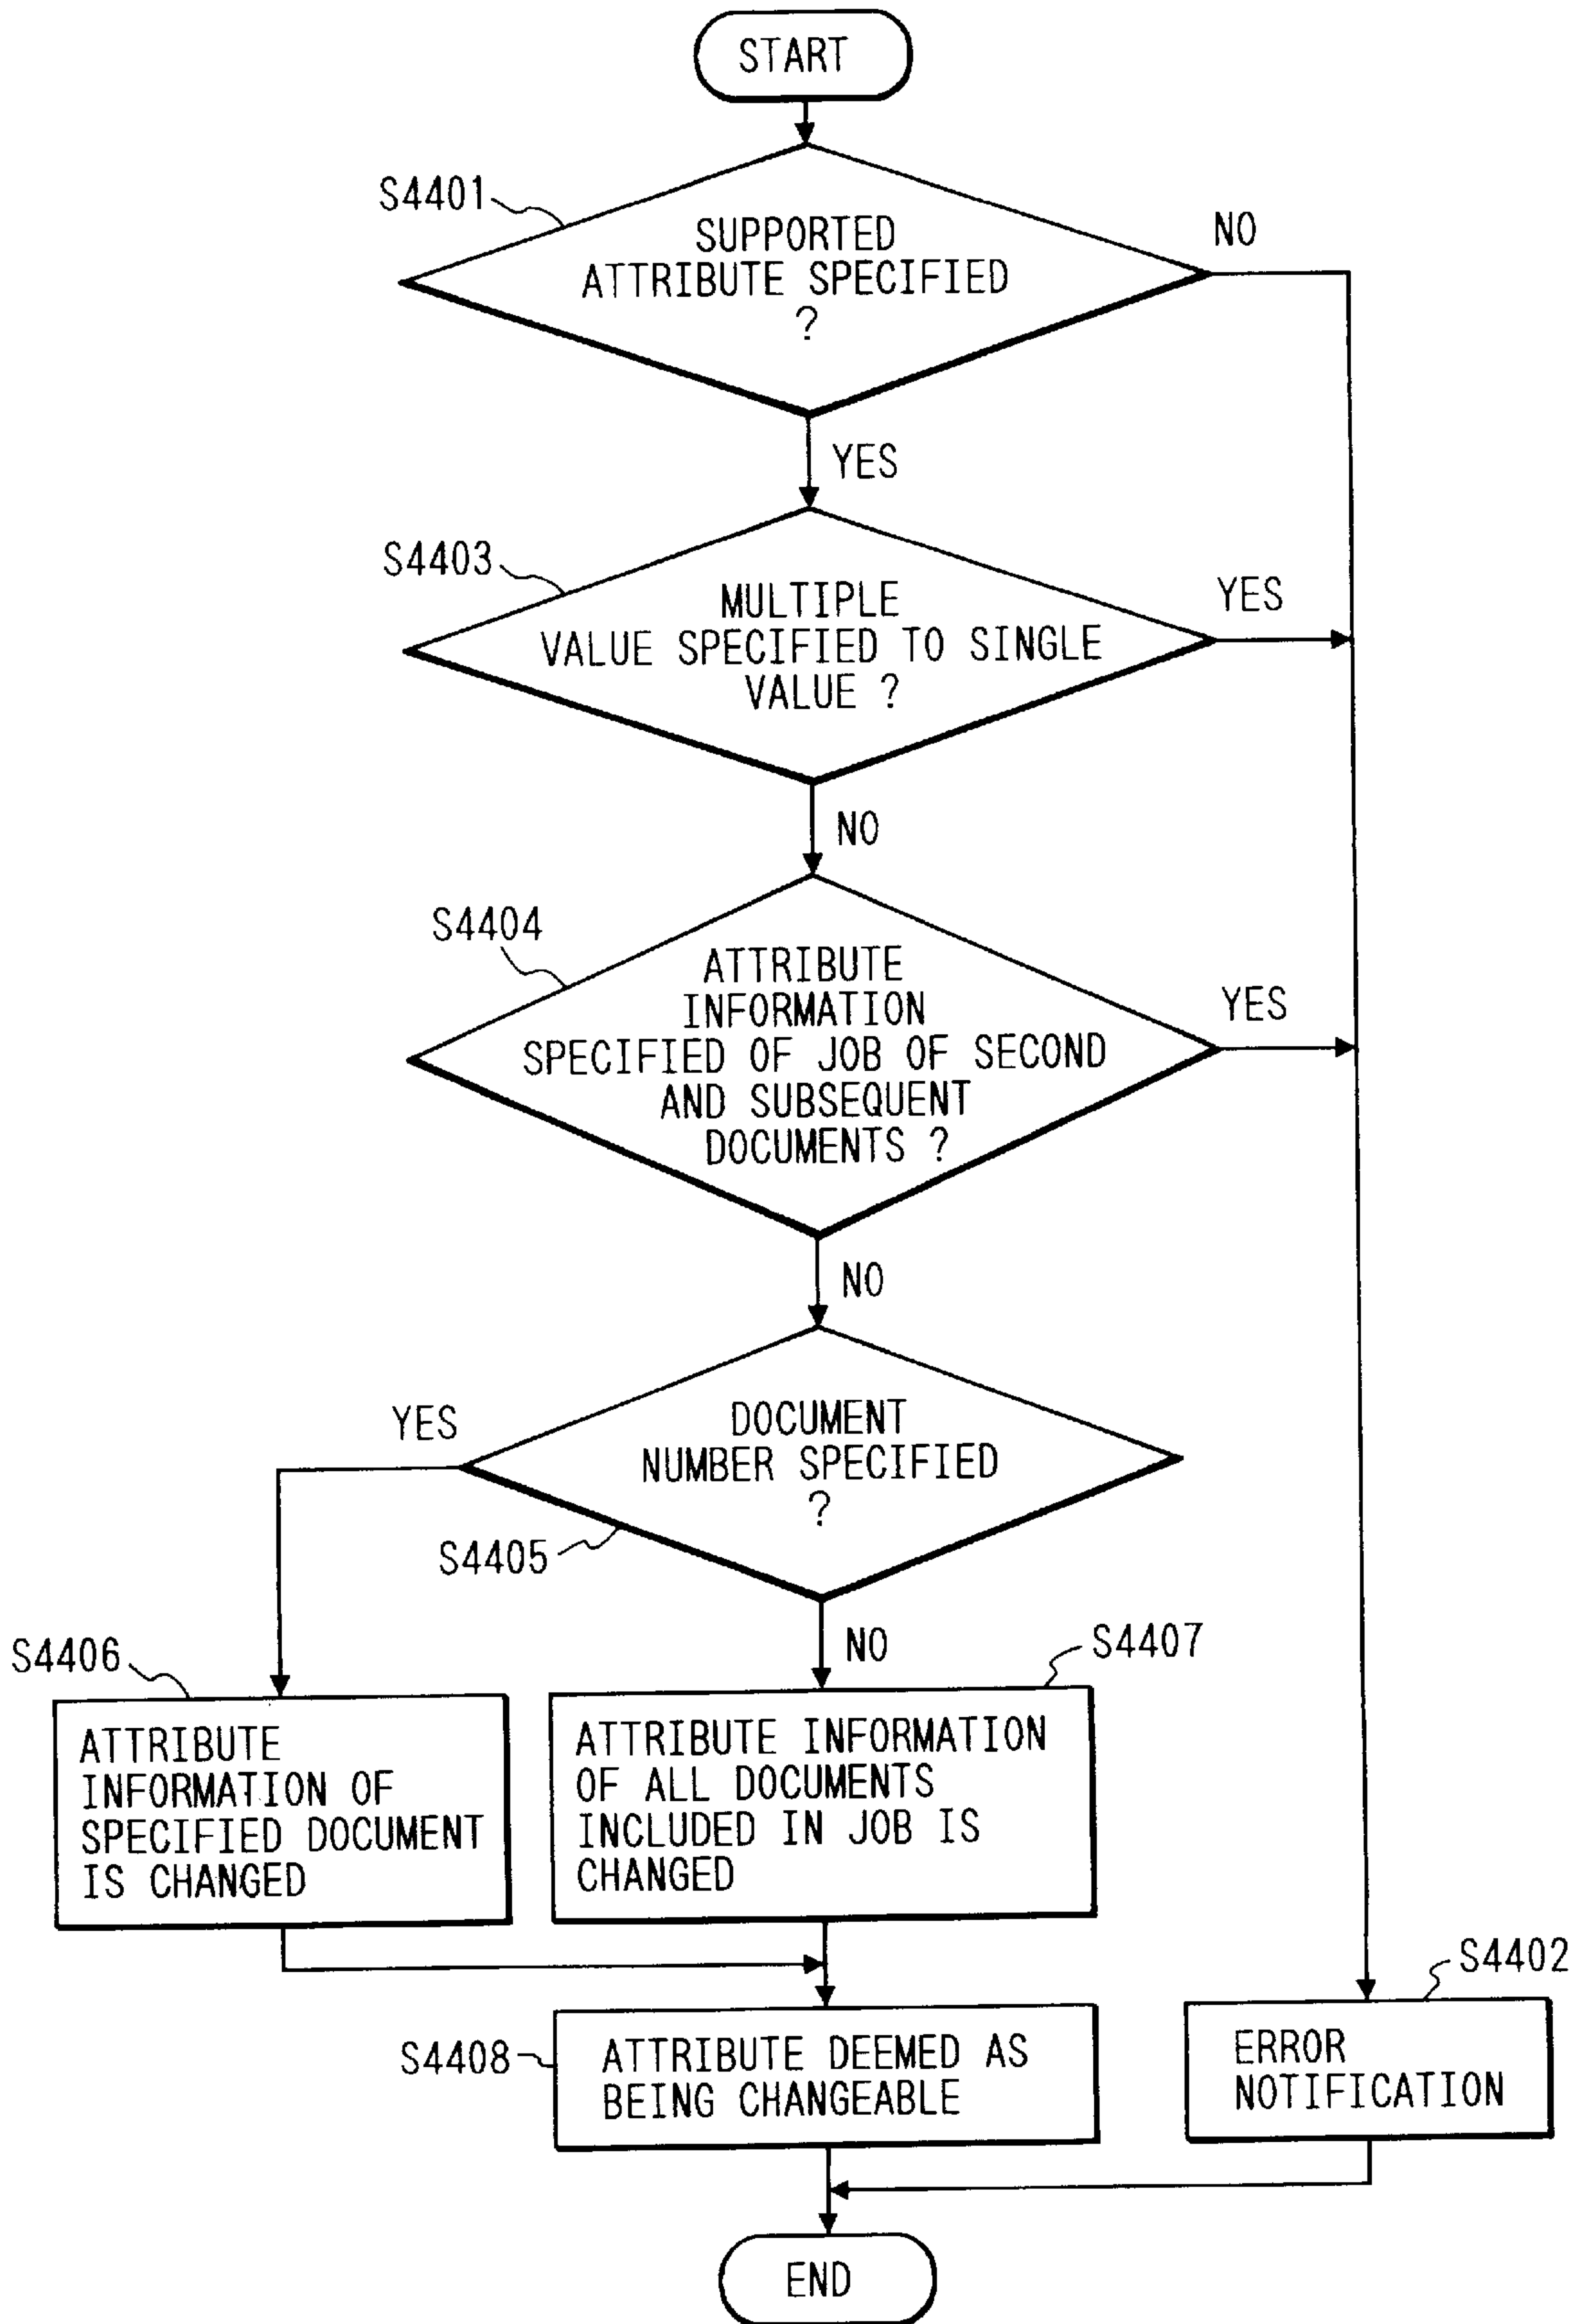 START
S4401
SUPPORTED
ATTRIBUTE SPECIFIED
?
NO
YES
S4403
MULTIPLE
VALUE SPECIFIED TO SINGLE
VALUE ?
YES
NO
S4404
ATTRIBUTE
INFORMATION
SPECIFIED OF JOB OF SECOND
AND SUBSEQUENT
DOCUMENTS ?
YES
NO
YES
DOCUMENT
NUMBER SPECIFIED
?
S4405
NO
S4406
ATTRIBUTE
INFORMATION OF
SPECIFIED DOCUMENT
IS CHANGED
S4407
ATTRIBUTE INFORMATION
OF ALL DOCUMENTS
INCLUDED IN JOB IS
CHANGED
S4408
ATTRIBUTE DEEMED AS
BEING CHANGEABLE
S4402
ERROR
NOTIFICATION
END